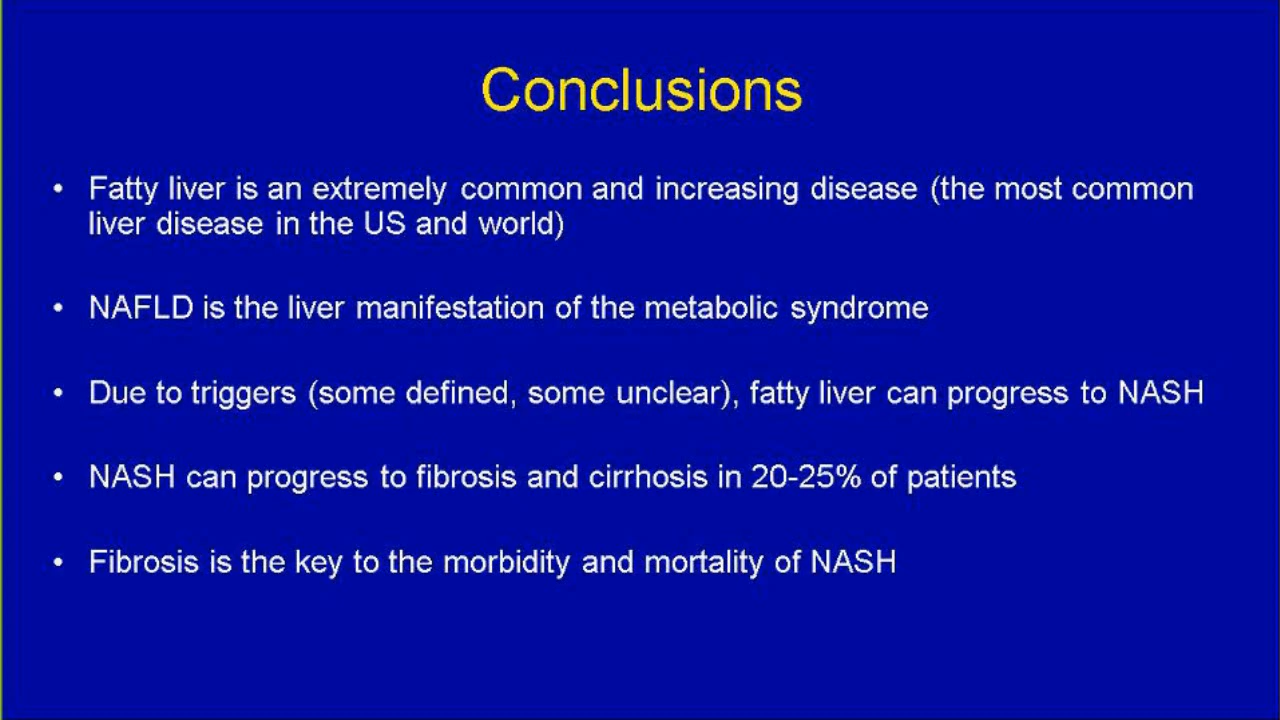 Conclusions
• Fatty liver is an extremely common and increasing disease (the most common
liver disease in the US and world)
• NAFLD is the liver manifestation of the metabolic syndrome
• Due to triggers (some defined, some unclear), fatty liver can progress to NASH
• NASH can progress to fibrosis and cirrhosis in 20-25% of patients
• Fibrosis is the key to the morbidity and mortality of NASH